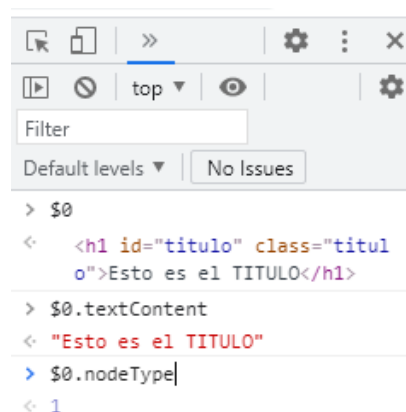 top
Filter
Default levels
No Issues
> $0
<h1 id="titulo" class="titul
o">Esto es el TITULO</h1>
> $0.textContent
"Esto es el TITULO"
> $0.nodeType
1